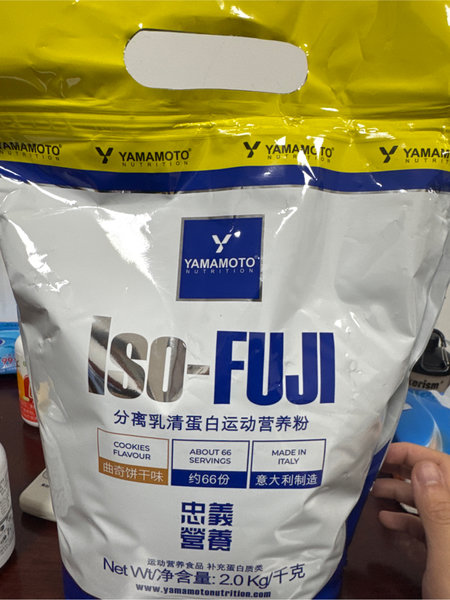 YAMAMOTO
NUTRITION
YAMAMOTO
NUTRITION
YAMAMOTO
NUTRITION
YAMAMOTO
NUTRITION
YAMAMOTO
NUTRITION
Iso-FUJI
分离乳清蛋白运动营养粉
COOKIES
FLAVOUR
曲奇饼干味
ABOUT 66
SERVINGS
约66份
MADE IN
ITALY
意大利制造
忠義
營養
运动营养食品 补充蛋白质类
Net Wt/净含量: 2.0 Kg/千克
www.yamamotonutrition.com